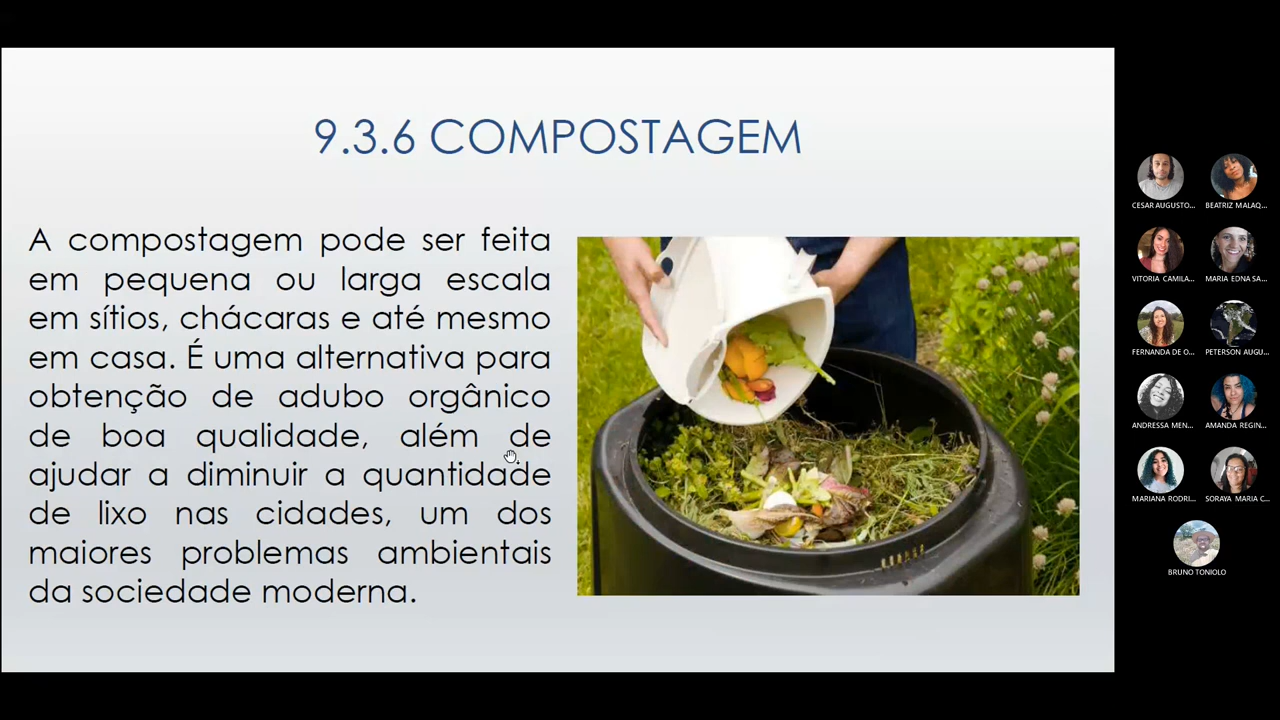 9.3.6 COMPOSTAGEM
A compostagem pode ser feita
em pequena ou larga escala
em sítios, chácaras e até mesmo
em casa. É uma alternativa para
obtenção de adubo orgânico
de boa qualidade, além de
ajudar a diminuir a quantidade
de lixo nas cidades, um dos
maiores problemas ambientais
da sociedade moderna.
CESAR AUGUSTO...
BEATRIZ MALAQ...
VITORIA CAMILA...
MARIA EDNA SA...
FERNANDA DE O...
PETERSON AUGU...
ANDRESSA MEN...
AMANDA REGIN...
MARIANA RODRI...
SORAYA MARIA C...
BRUNO TONIOLO